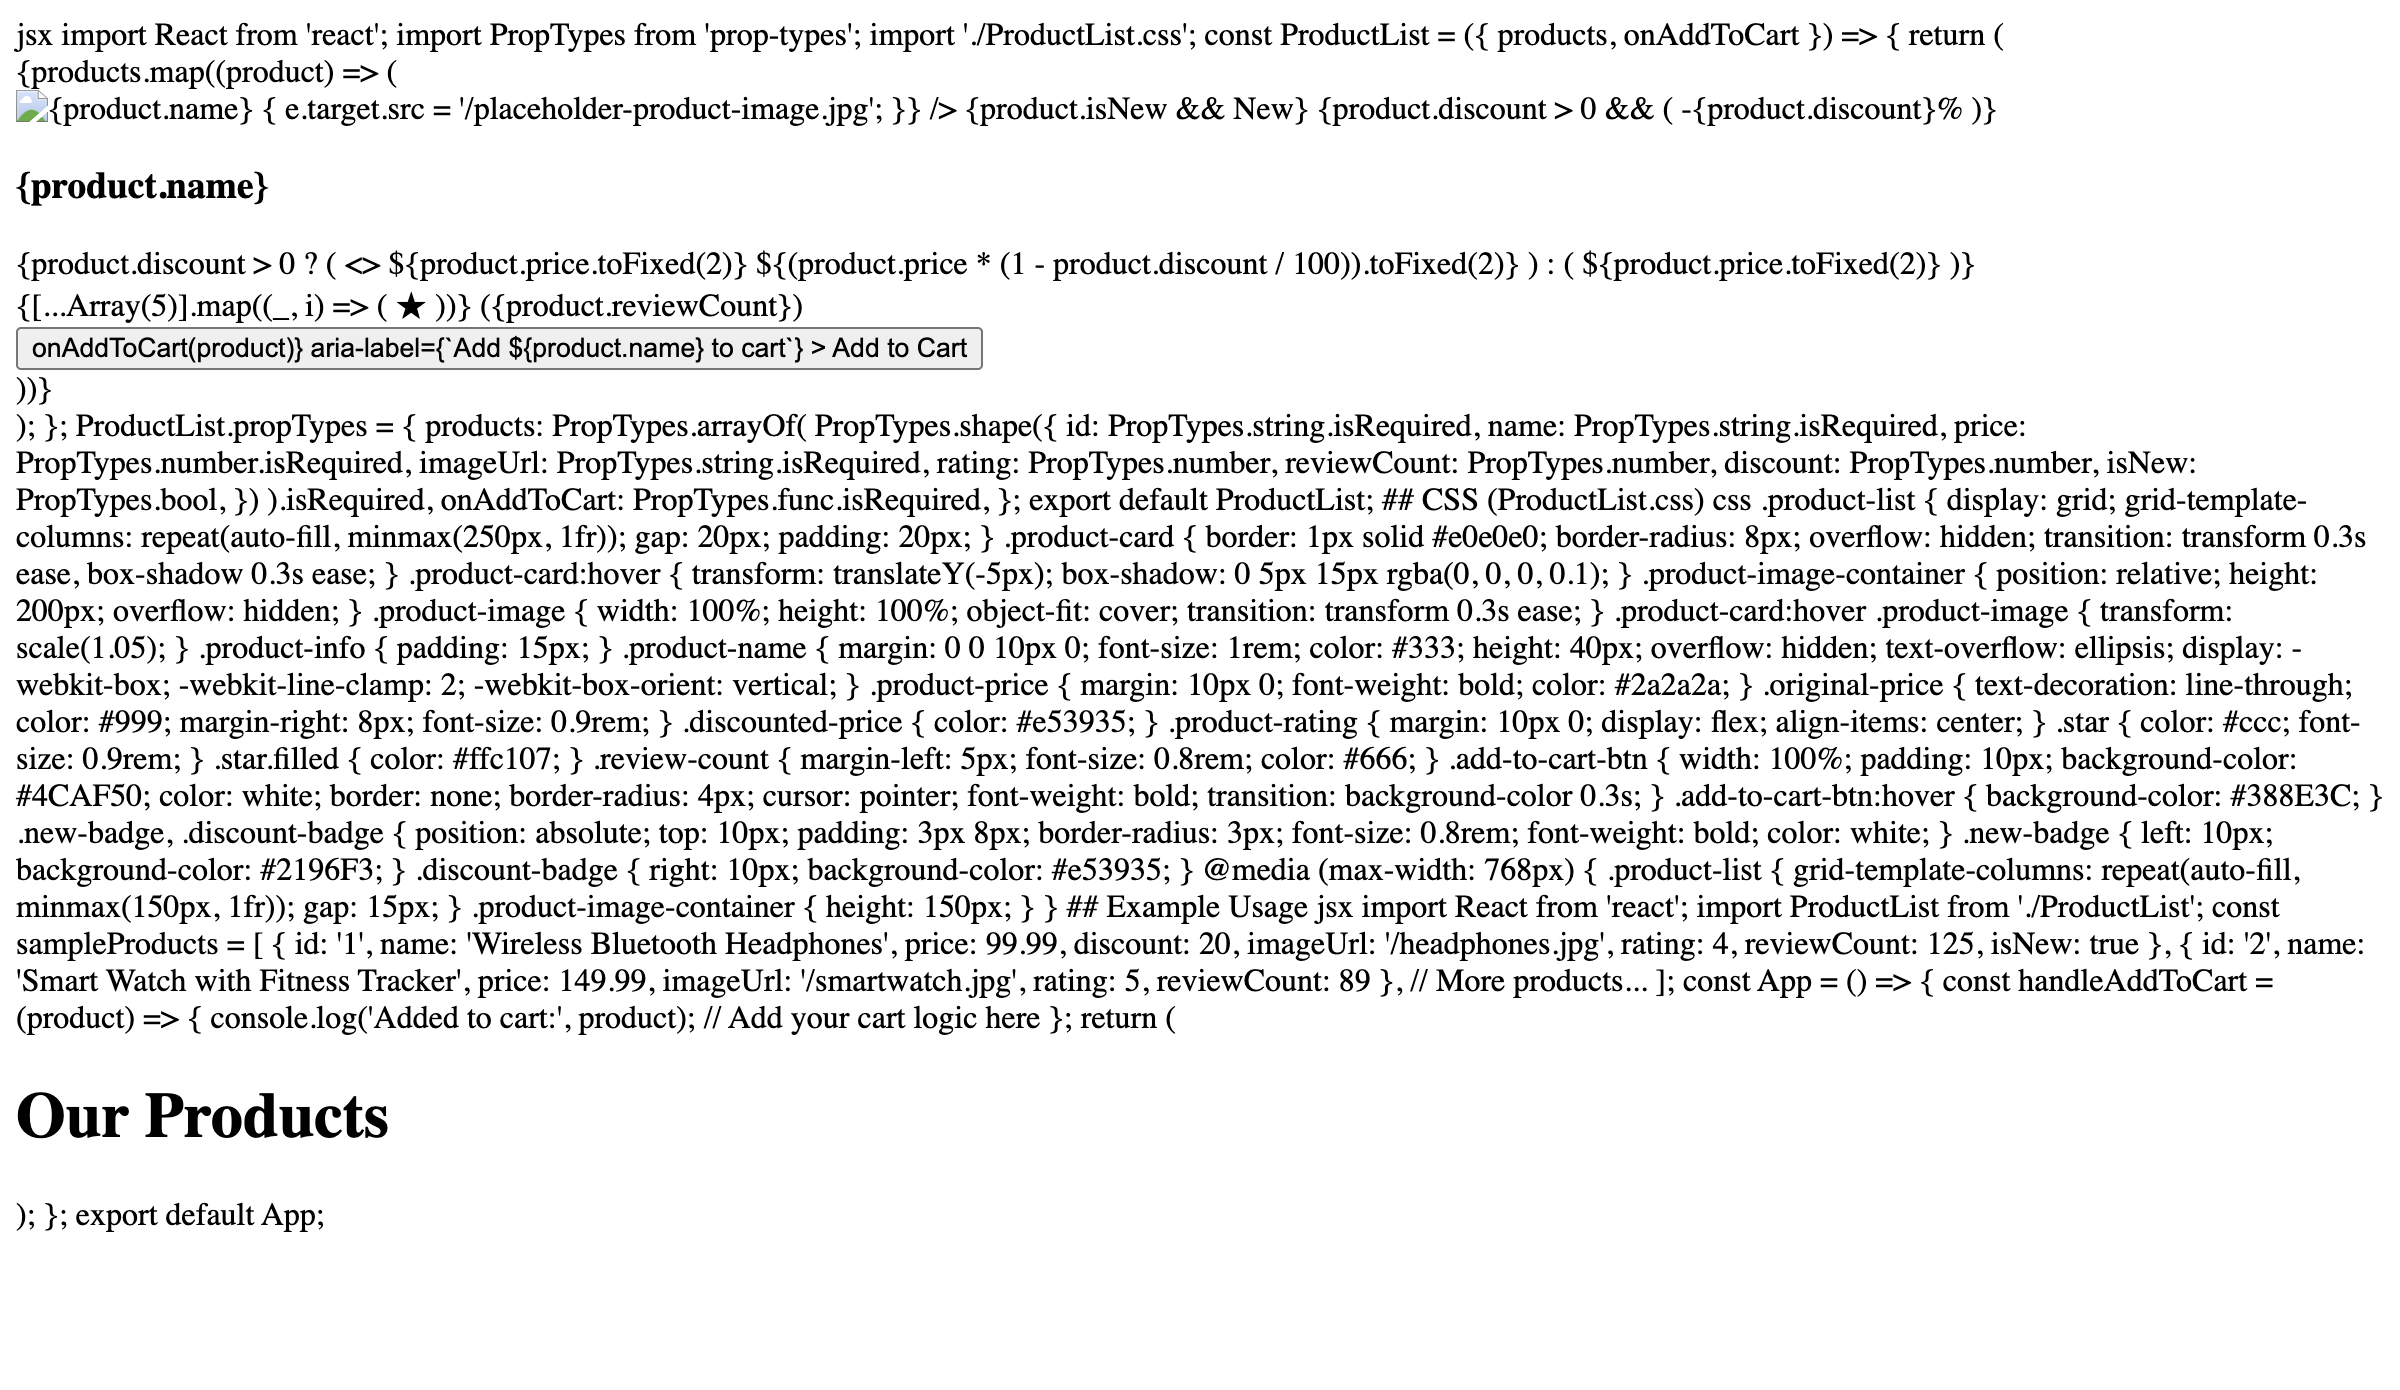 jsx import React from 'react'; import PropTypes from 'prop-types'; import './ProductList.css'; const ProductList = ({ products, onAddToCart }) => { return (
{products.map((product) => (
{product.name} { e.target.src = '/placeholder-product-image.jpg'; }} /> {product.isNew && New} {product.discount > 0 && ( -{product.discount}% )}
{product.name}
{product.discount > 0 ? ( <> ${product.price.toFixed(2)} ${(product.price * (1 - product.discount / 100)).toFixed(2)} ) : ( ${product.price.toFixed(2)} )}
{[...Array(5)].map((_, i) => ( ★ ))} ({product.reviewCount})
onAddToCart(product)} aria-label={`Add ${product.name} to cart`} > Add to Cart
))}
); }; ProductList.propTypes = { products: PropTypes.arrayOf( PropTypes.shape({ id: PropTypes.string.isRequired, name: PropTypes.string.isRequired, price:
PropTypes.number.isRequired, imageUrl: PropTypes.string.isRequired, rating: PropTypes.number, reviewCount: PropTypes.number, discount: PropTypes.number, isNew:
PropTypes.bool, }) ).isRequired, onAddToCart: PropTypes.func.isRequired, }; export default ProductList; ## CSS (ProductList.css) css .product-list { display: grid; grid-template-
columns: repeat(auto-fill, minmax(250px, 1fr)); gap: 20px; padding: 20px; } .product-card { border: 1px solid #e0e0e0; border-radius: 8px; overflow: hidden; transition: transform 0.3s
ease, box-shadow 0.3s ease; } .product-card:hover { transform: translateY(-5px); box-shadow: 0 5px 15px rgba(0, 0, 0, 0.1); } .product-image-container { position: relative; height:
200px; overflow: hidden; } .product-image { width: 100%; height: 100%; object-fit: cover; transition: transform 0.3s ease; } .product-card:hover .product-image { transform:
scale(1.05); } .product-info { padding: 15px; } .product-name { margin: 0 0 10px 0; font-size: 1rem; color: #333; height: 40px; overflow: hidden; text-overflow: ellipsis; display: -
webkit-box; -webkit-line-clamp: 2; -webkit-box-orient: vertical; } .product-price { margin: 10px 0; font-weight: bold; color: #2a2a2a; } .original-price { text-decoration: line-through;
color: #999; margin-right: 8px; font-size: 0.9rem; } .discounted-price { color: #e53935; } .product-rating { margin: 10px 0; display: flex; align-items: center; } .star { color: #ccc; font-
size: 0.9rem; } .star.filled { color: #ffc107; } .review-count { margin-left: 5px; font-size: 0.8rem; color: #666; } .add-to-cart-btn { width: 100%; padding: 10px; background-color:
#4CAF50; color: white; border: none; border-radius: 4px; cursor: pointer; font-weight: bold; transition: background-color 0.3s; } .add-to-cart-btn:hover { background-color: #388E3C; }
.new-badge, .discount-badge { position: absolute; top: 10px; padding: 3px 8px; border-radius: 3px; font-size: 0.8rem; font-weight: bold; color: white; } .new-badge { left: 10px;
background-color: #2196F3; } .discount-badge { right: 10px; background-color: #e53935; } @media (max-width: 768px) { .product-list { grid-template-columns: repeat(auto-fill,
minmax(150px, 1fr)); gap: 15px; } .product-image-container { height: 150px; } } ## Example Usage jsx import React from 'react'; import ProductList from './ProductList'; const
sampleProducts = [ { id: '1', name: 'Wireless Bluetooth Headphones', price: 99.99, discount: 20, imageUrl: '/headphones.jpg', rating: 4, reviewCount: 125, isNew: true }, { id: '2', name:
'Smart Watch with Fitness Tracker', price: 149.99, imageUrl: '/smartwatch.jpg', rating: 5, reviewCount: 89 }, // More products... ]; const App = () => { const handleAddToCart =
(product) => { console.log('Added to cart:', product); // Add your cart logic here }; return (
Our Products
); }; export default App;